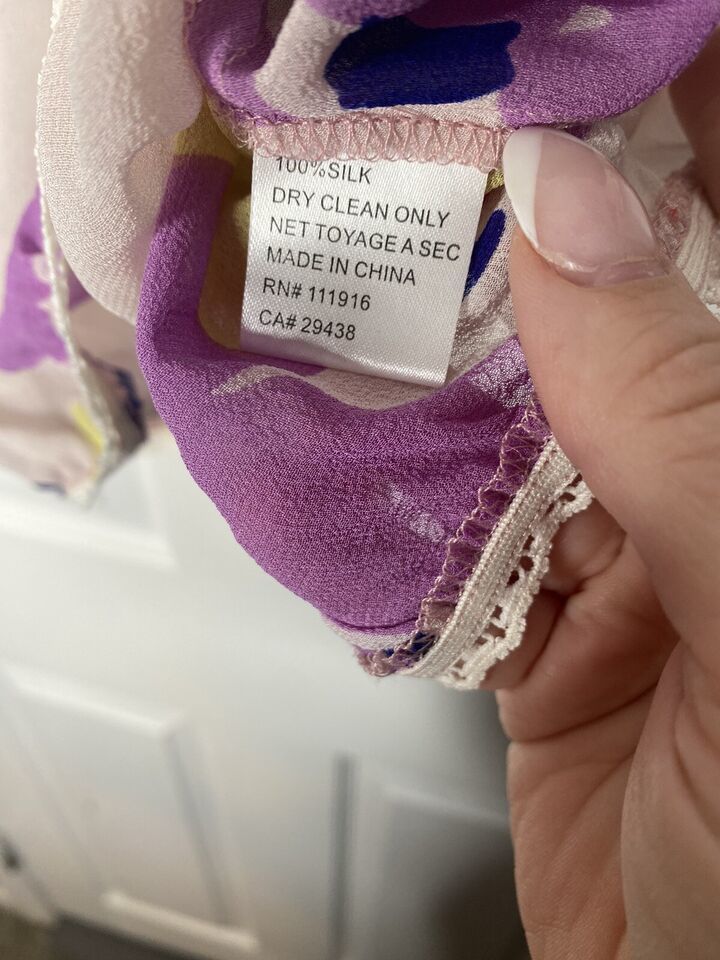 100%SILK
DRY CLEAN ONLY
NET TOYAGE A SEC
MADE IN CHINA
RN# 111916
CA# 29438